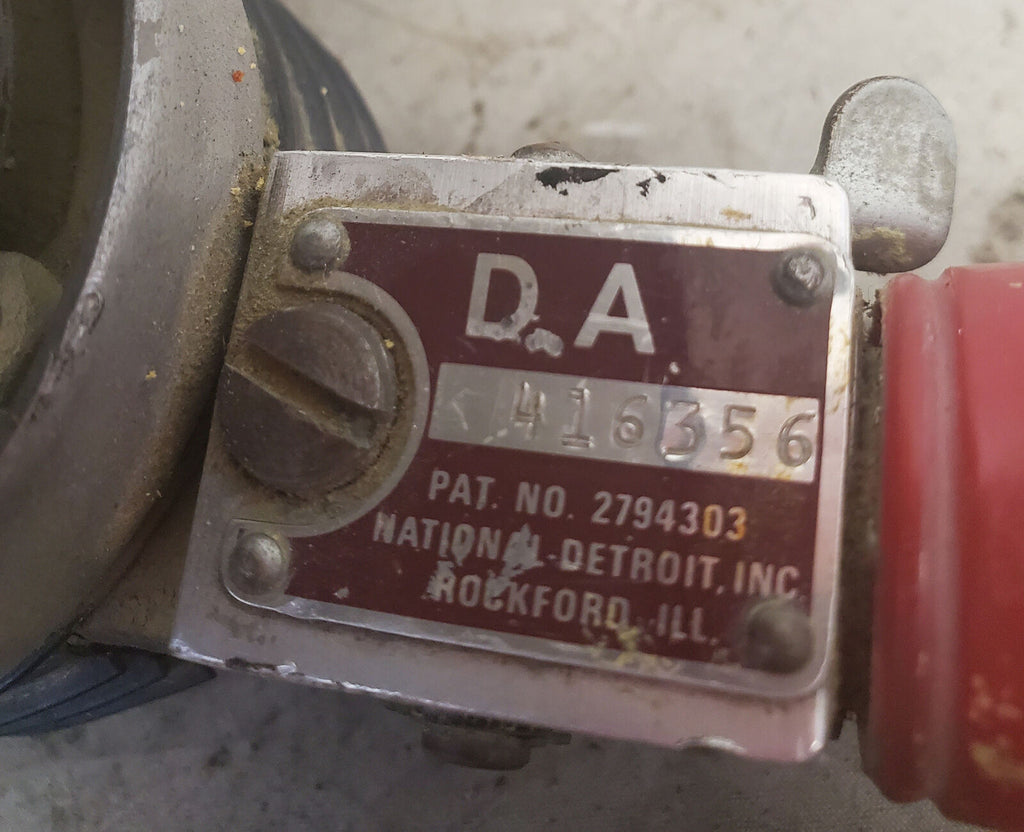 D.A
416356
PAT. NO. 2794303
NATIONAL-DETROIT, INC.
ROCKFORD, ILL.